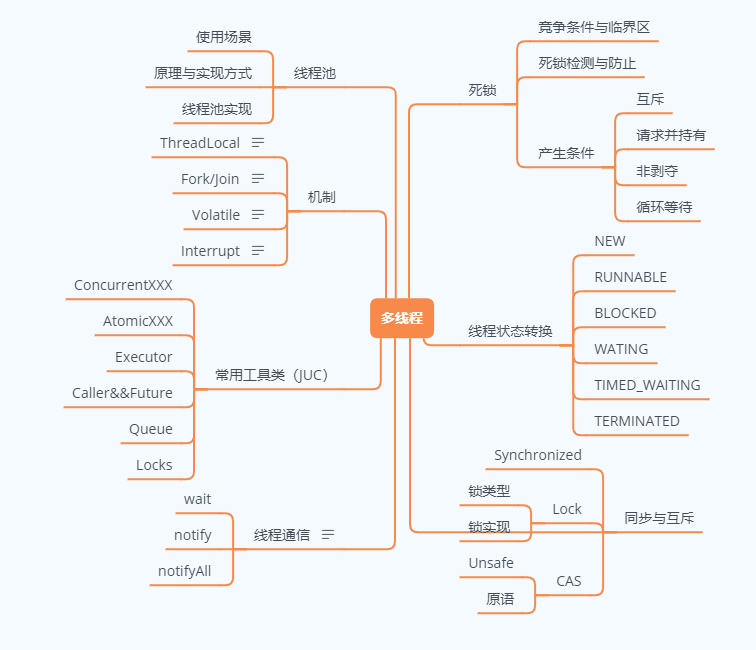 多线程
线程池
使用场景
原理与实现方式
线程池实现
机制
ThreadLocal
Fork/Join
Volatile
Interrupt
常用工具类（JUC）
ConcurrentXXX
AtomicXXX
Executor
Caller&&Future
Queue
Locks
线程通信
wait
notify
notifyAll
死锁
竞争条件与临界区
死锁检测与防止
产生条件
互斥
请求并持有
非剥夺
循环等待
线程状态转换
NEW
RUNNABLE
BLOCKED
WATING
TIMED_WAITING
TERMINATED
同步与互斥
Synchronized
Lock
锁类型
锁实现
CAS
Unsafe
原语